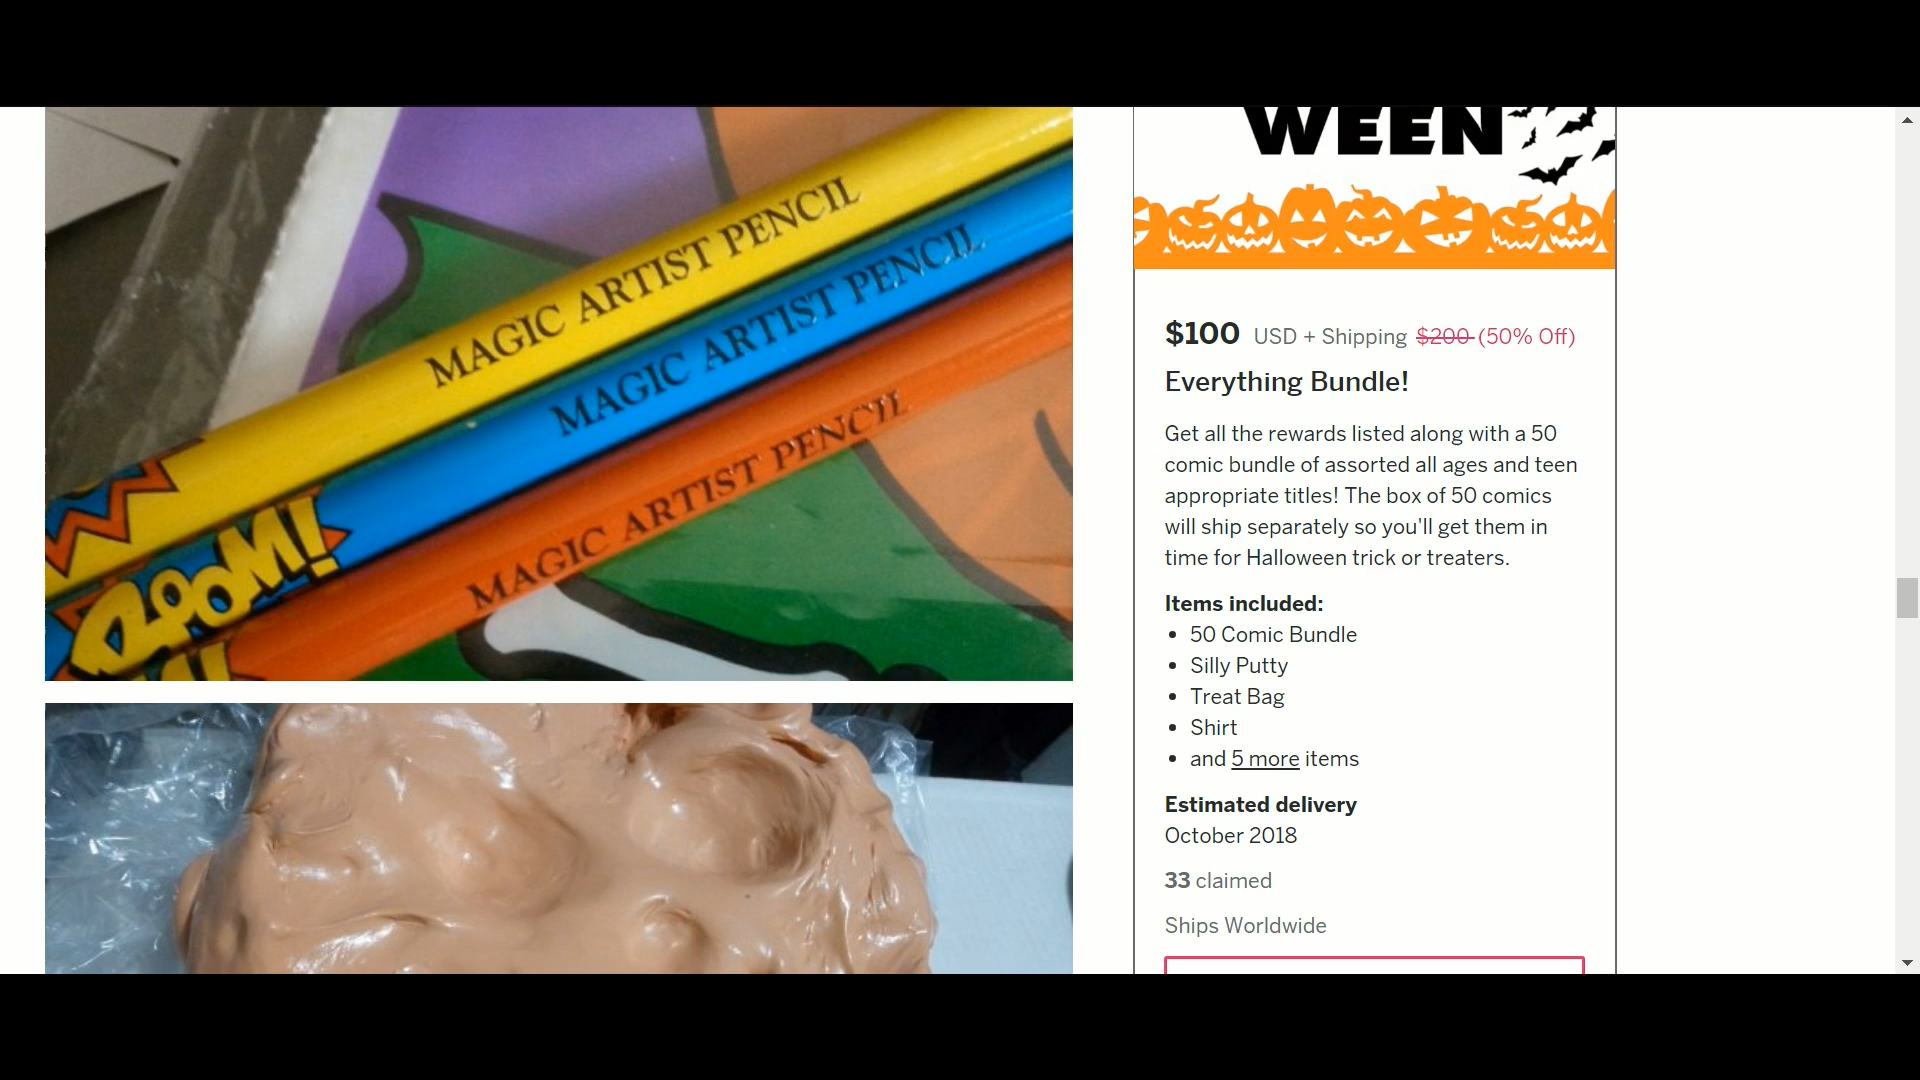 MAGIC ARTIST PENCIL
MAGIC ARTIST PENCIL
MAGIC ARTIST PENCIL
ZOOM!
WEEN
$100 USD + Shipping $200 (50% Off)
Everything Bundle!
Get all the rewards listed along with a 50
comic bundle of assorted all ages and teen
appropriate titles! The box of 50 comics
will ship separately so you'll get them in
time for Halloween trick or treaters.
Items included:
• 50 Comic Bundle
• Silly Putty
• Treat Bag
• Shirt
• and 5 more items
Estimated delivery
October 2018
33 claimed
Ships Worldwide